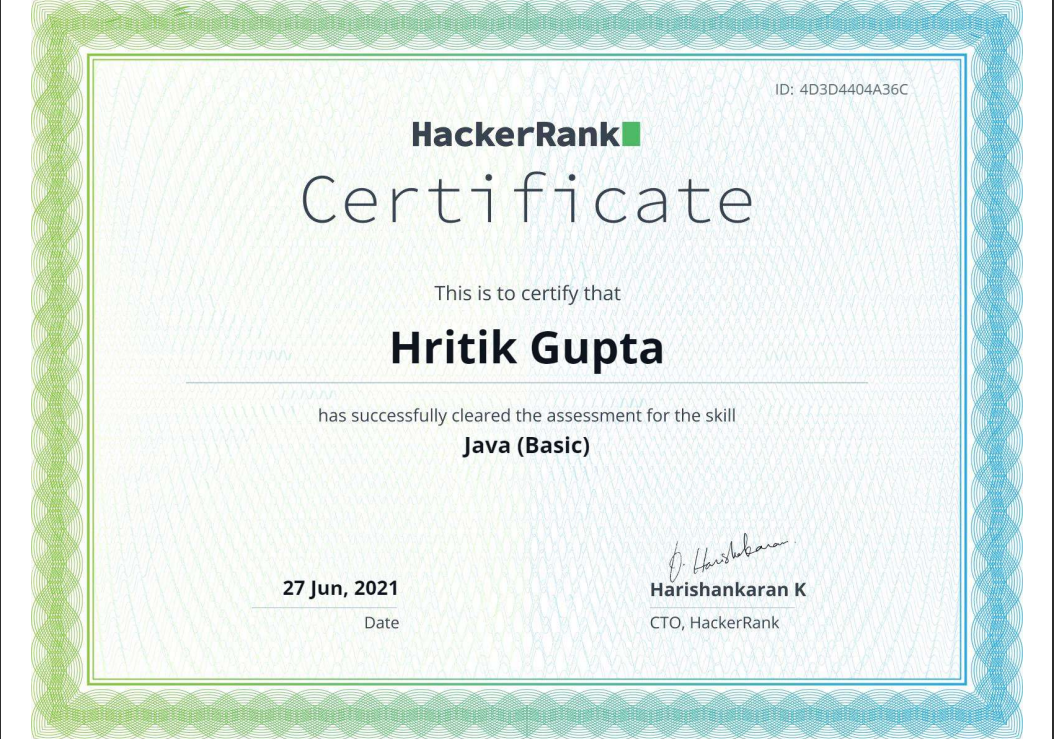 ID: 4D3D4404A36C
HackerRank
Certificate
This is to certify that
Hritik Gupta
has successfully cleared the assessment for the skill
Java (Basic)
27 Jun, 2021
Date
Harishankaran K
CTO, HackerRank